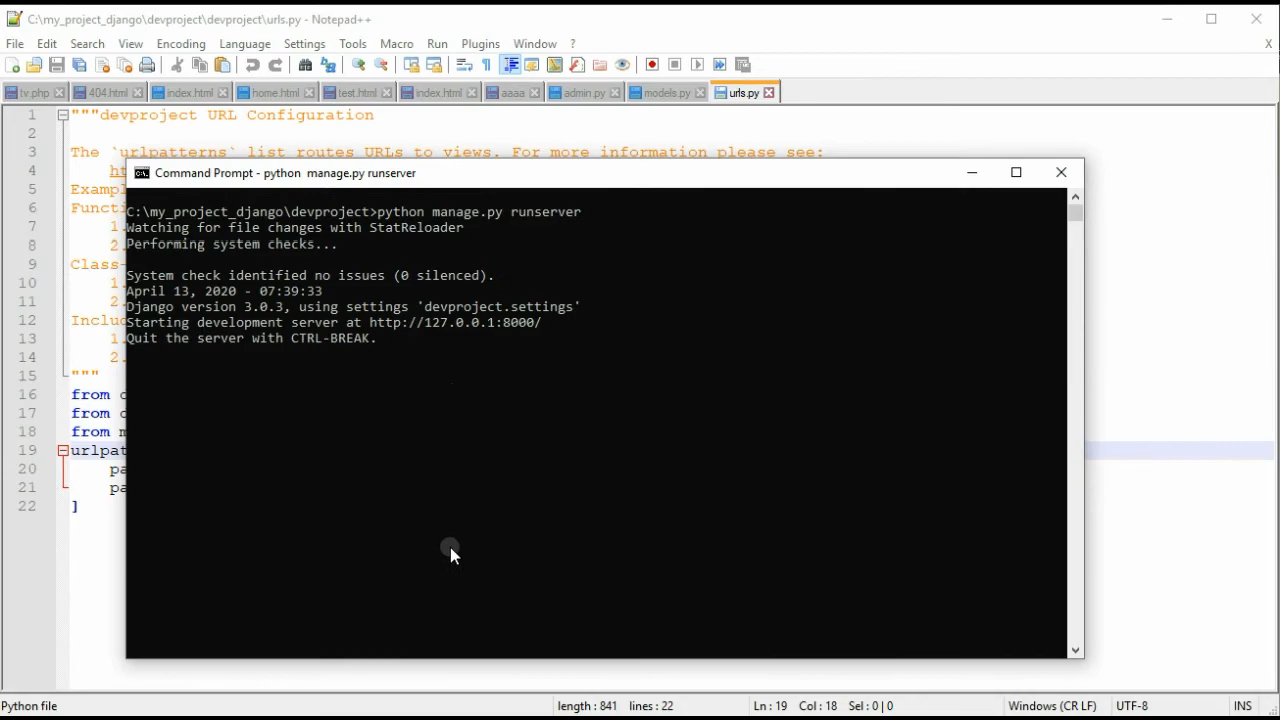 C:\my_project_django\devproject\devproject\urls.py - Notepad++
File Edit Search View Encoding Language Settings Tools Macro Run Plugins Window ? X
tv.php 404.html index.html home.html test.html index.html aaaa admin.py models.py urls.py
1 """devproject URL Configuration
2
3 The `urlpatterns` list routes URLs to views. For more information please see:
4
5
6
7 1.
8 2.
9
10 1.
11 2.
12
13 1.
14 2.
15 """
16 from
17 from
18 from
19
20
21
22 ]
Command Prompt - python manage.py runserver
C:\my_project_django\devproject>python manage.py runserver
Watching for file changes with StatReloader
Performing system checks...
System check identified no issues (0 silenced).
April 13, 2020 - 07:39:33
Django version 3.0.3, using settings 'devproject.settings'
Starting development server at http://127.0.0.1:8000/
Quit the server with CTRL-BREAK.
Python file length : 841 lines : 22 Ln : 19 Col : 18 Sel : 0 | 0 Windows (CR LF) UTF-8 INS